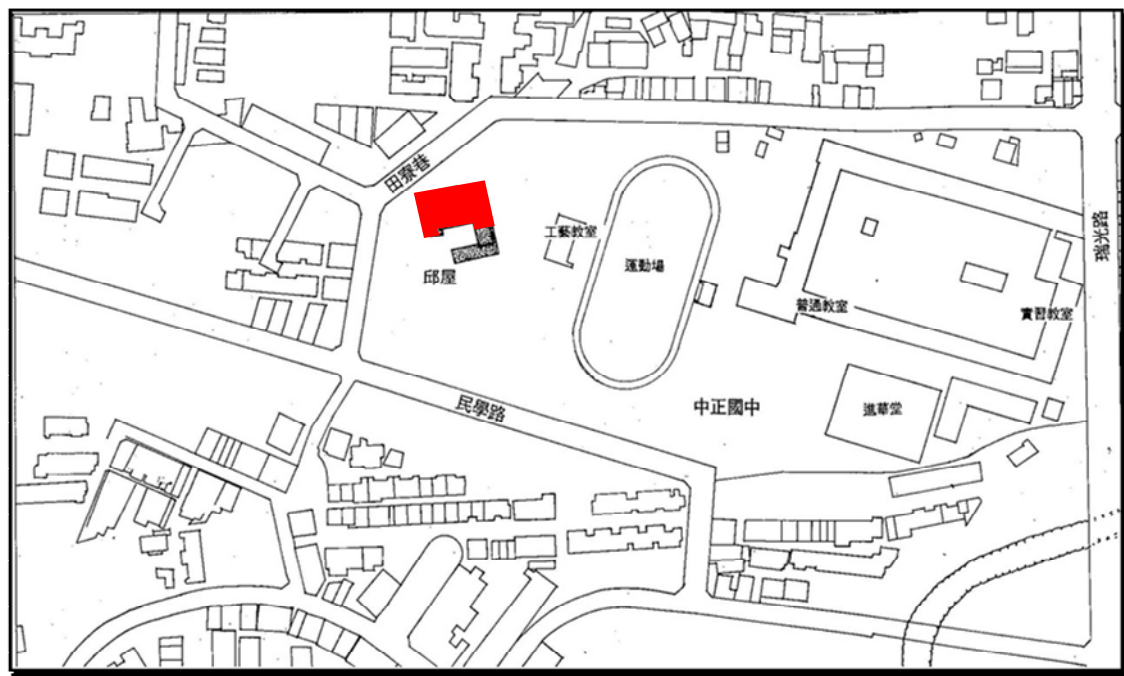 田寮巷
瑞光路
工藝教室
運動場
邱屋
普通教室
實習教室
民學路
中正國中
進華堂